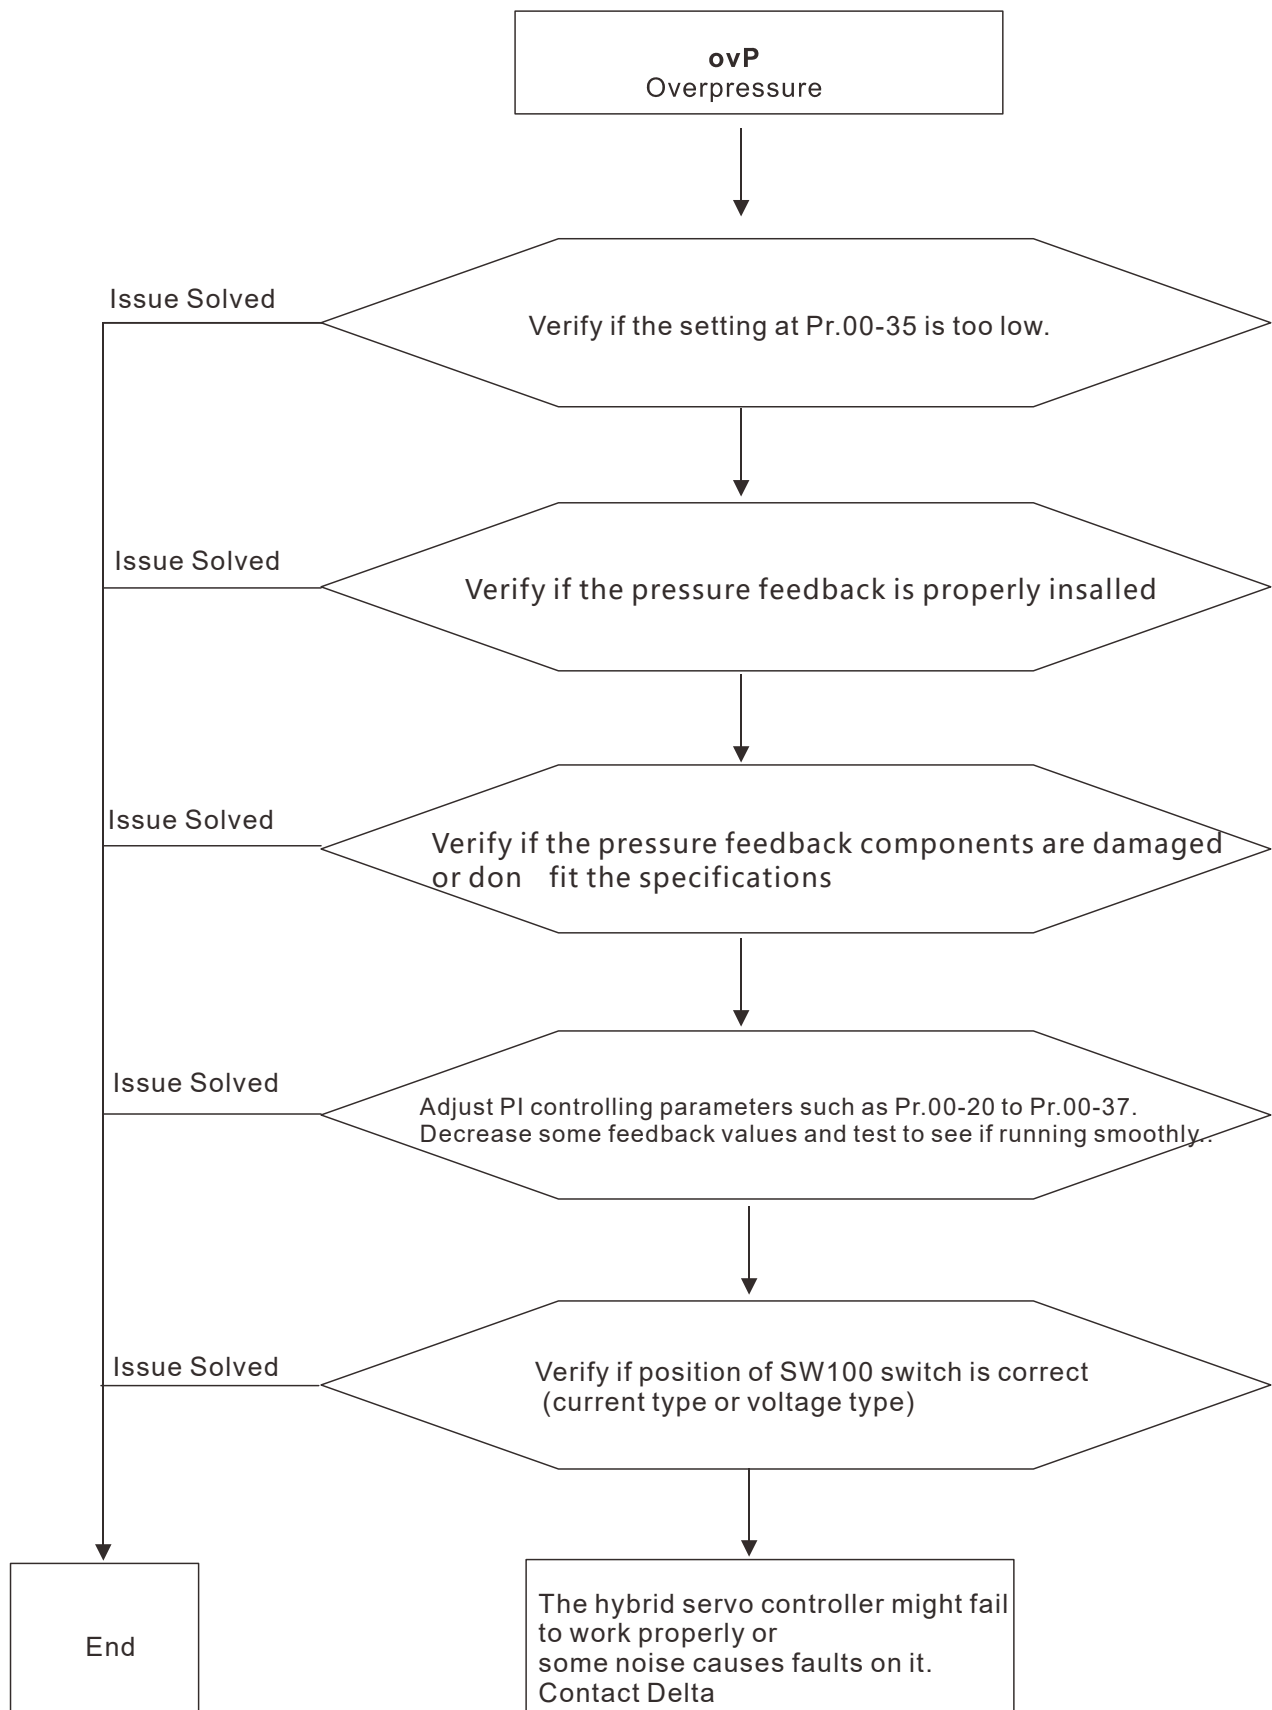 ovP
Overpressure
Issue Solved
Verify if the setting at Pr.00-35 is too low.
Issue Solved
Verify if the pressure feedback is properly insalled
Issue Solved
Verify if the pressure feedback components are damaged
or don fit the specifications
Issue Solved
Adjust PI controlling parameters such as Pr.00-20 to Pr.00-37.
Decrease some feedback values and test to see if running smoothly..
Issue Solved
Verify if position of SW100 switch is correct
(current type or voltage type)
End
The hybrid servo controller might fail
to work properly or
some noise causes faults on it.
Contact Delta